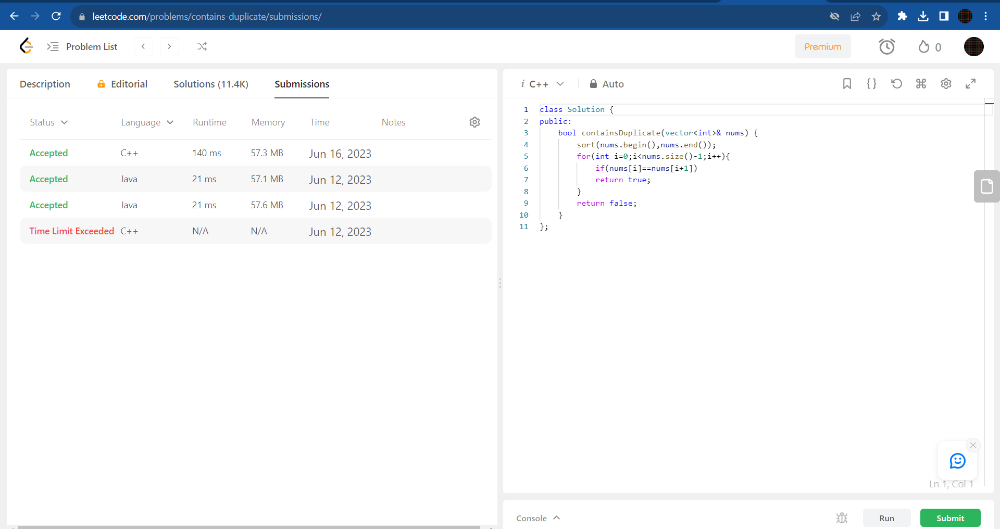 leetcode.com/problems/contains-duplicate/submissions/
Problem List
Premium
0
Description
Editorial
Solutions (11.4K)
Submissions
Status Language Runtime Memory Time Notes
Accepted C++ 140 ms 57.3 MB Jun 16, 2023
Accepted Java 21 ms 57.1 MB Jun 12, 2023
Accepted Java 21 ms 57.6 MB Jun 12, 2023
Time Limit Exceeded C++ N/A N/A Jun 12, 2023
i C++ Auto
1 class Solution {
2 public:
3     bool containsDuplicate(vector<int>& nums) {
4         sort(nums.begin(),nums.end());
5         for(int i=0;i<nums.size()-1;i++){
6             if(nums[i]==nums[i+1])
7             return true;
8         }
9         return false;
10     }
11 };
Ln 1, Col 1
Console
Run
Submit